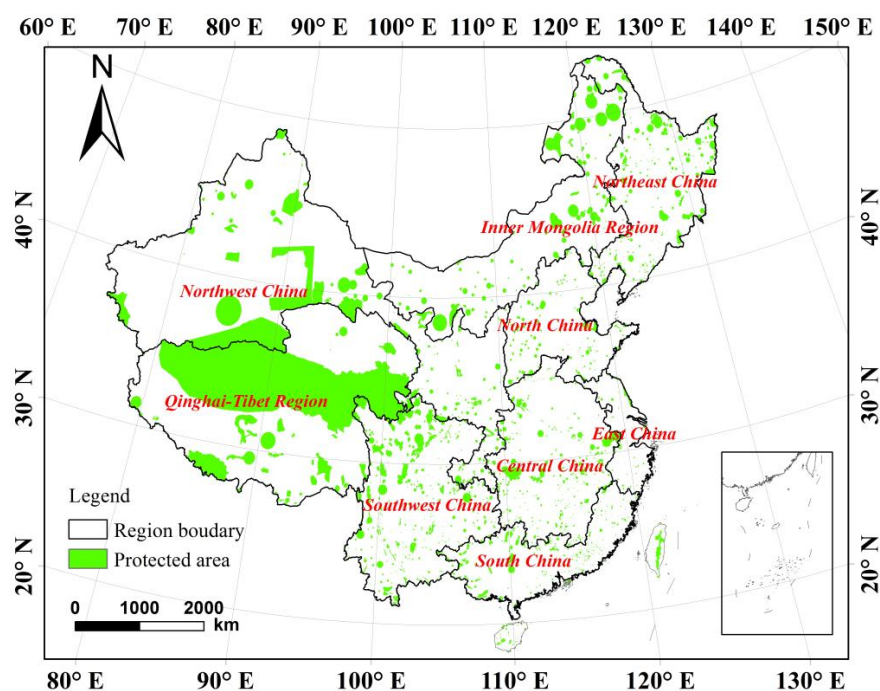 60° E 70° E 80° E 90° E 100° E 110° E 120° E 130° E 140° E 150° E
N
40° N
30° N
20° N
40° N
30° N
20° N
Northeast China
Inner Mongolia Region
Northwest China
North China
Qinghai-Tibet Region
East China
Central China
Southwest China
South China
Legend
Region boudary
Protected area
0 1000 2000
km
80° E 90° E 100° E 110° E 120° E 130° E